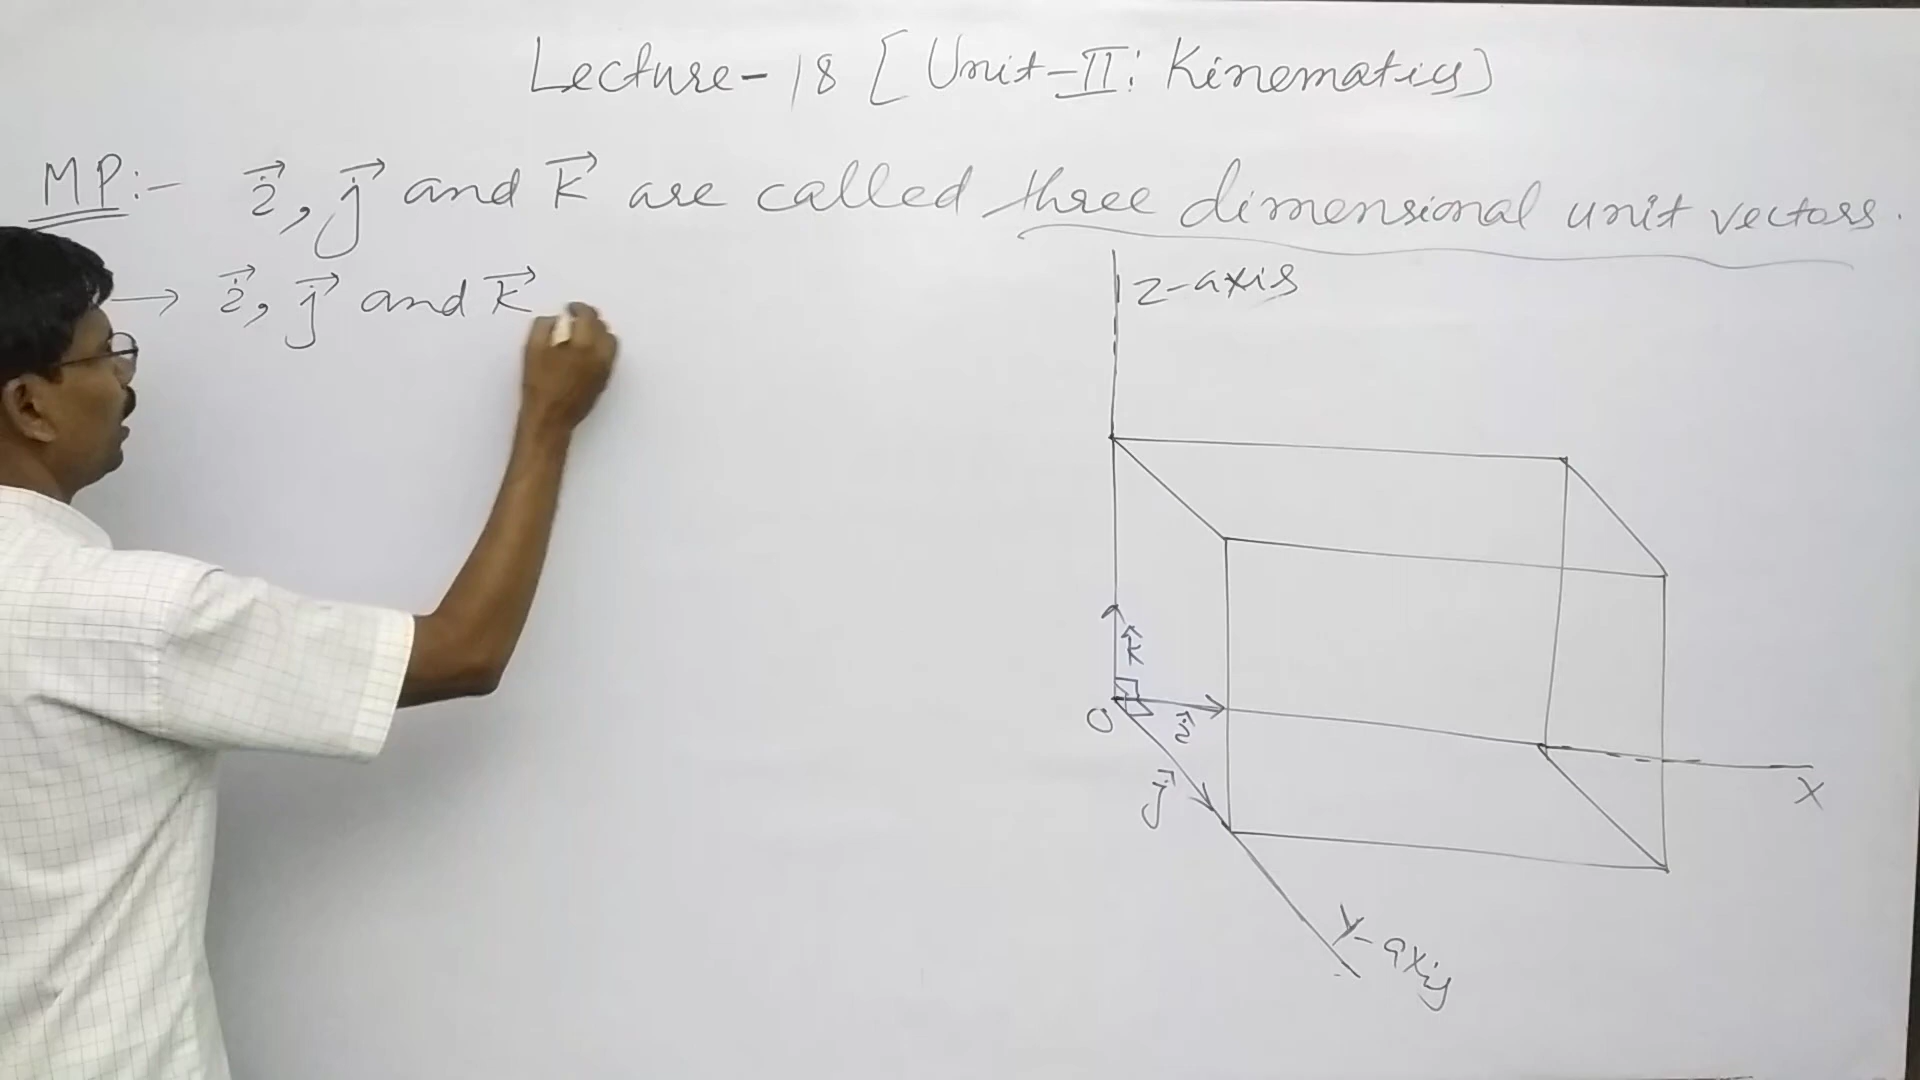 Lecture-18 [Unit-II: Kinematics]
MP:- i⃗, j⃗ and k⃗ are called three dimensional unit vectors.
→ i⃗, j⃗ and k⃗
z-axis
k⃗
O
i⃗
j⃗
X
Y-axis